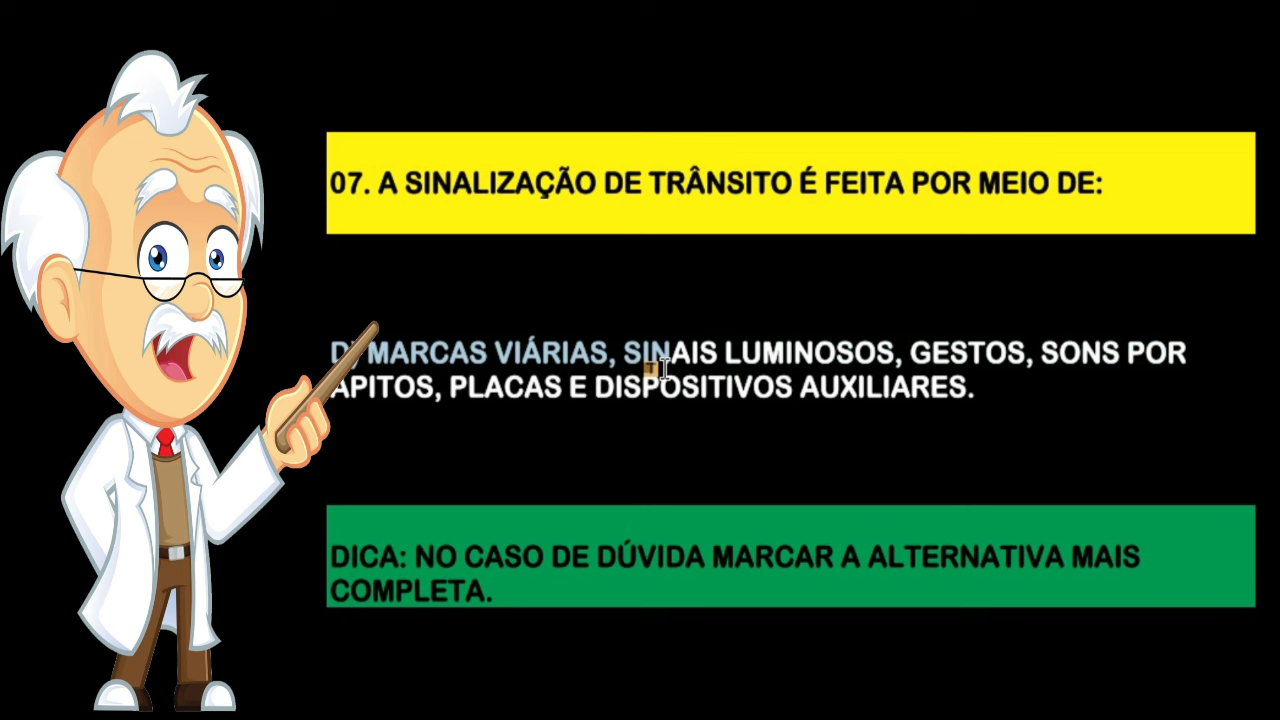 07. A SINALIZAÇÃO DE TRÂNSITO É FEITA POR MEIO DE:
D) MARCAS VIÁRIAS, SINAIS LUMINOSOS, GESTOS, SONS POR
APITOS, PLACAS E DISPOSITIVOS AUXILIARES.
DICA: NO CASO DE DÚVIDA MARCAR A ALTERNATIVA MAIS
COMPLETA.